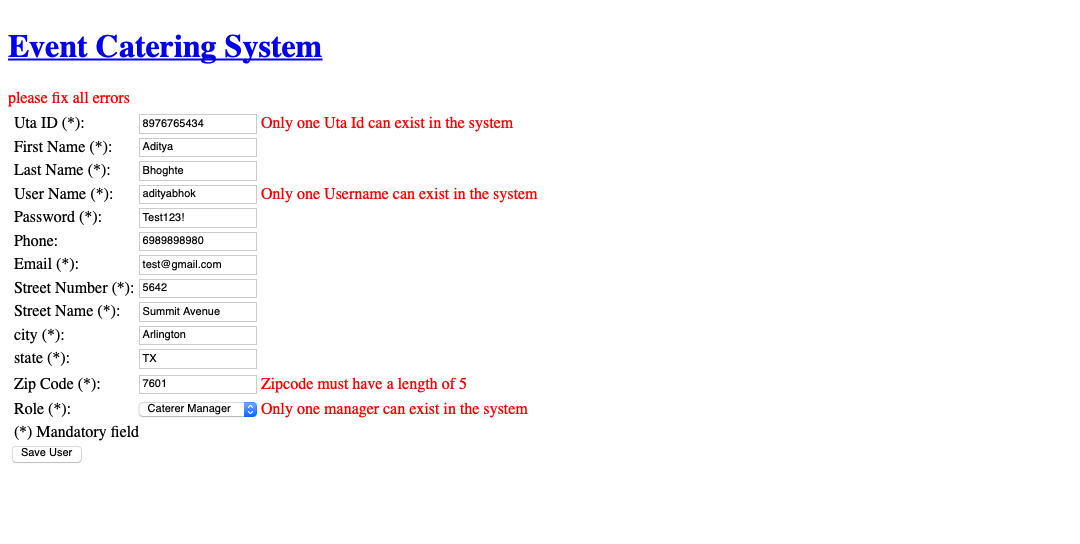 Event Catering System
please fix all errors
Uta ID (*): 8976765434 Only one Uta Id can exist in the system
First Name (*): Aditya
Last Name (*): Bhoghte
User Name (*): adityabhok Only one Username can exist in the system
Password (*): Test123!
Phone: 6989898980
Email (*): test@gmail.com
Street Number (*): 5642
Street Name (*): Summit Avenue
city (*): Arlington
state (*): TX
Zip Code (*): 7601 Zipcode must have a length of 5
Role (*): Caterer Manager Only one manager can exist in the system
(*) Mandatory field
Save User